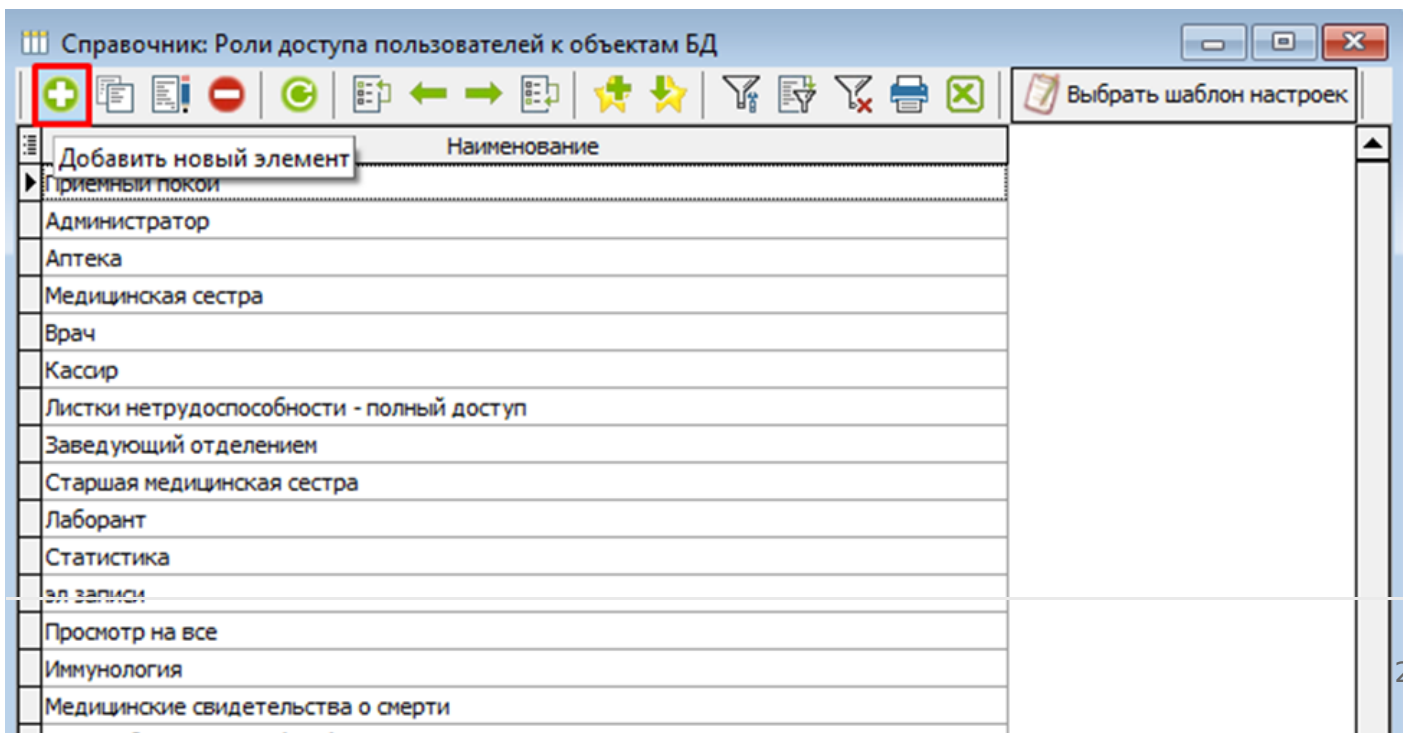 Справочник: Роли доступа пользователей к объектам БД
Выбрать шаблон настроек
Наименование
Добавить новый элемент
Приемный покой
Администратор
Аптека
Медицинская сестра
Врач
Кассир
Листки нетрудоспособности - полный доступ
Заведующий отделением
Старшая медицинская сестра
Лаборант
Статистика
эл записи
Просмотр на все
Иммунология
2
Медицинские свидетельства о смерти